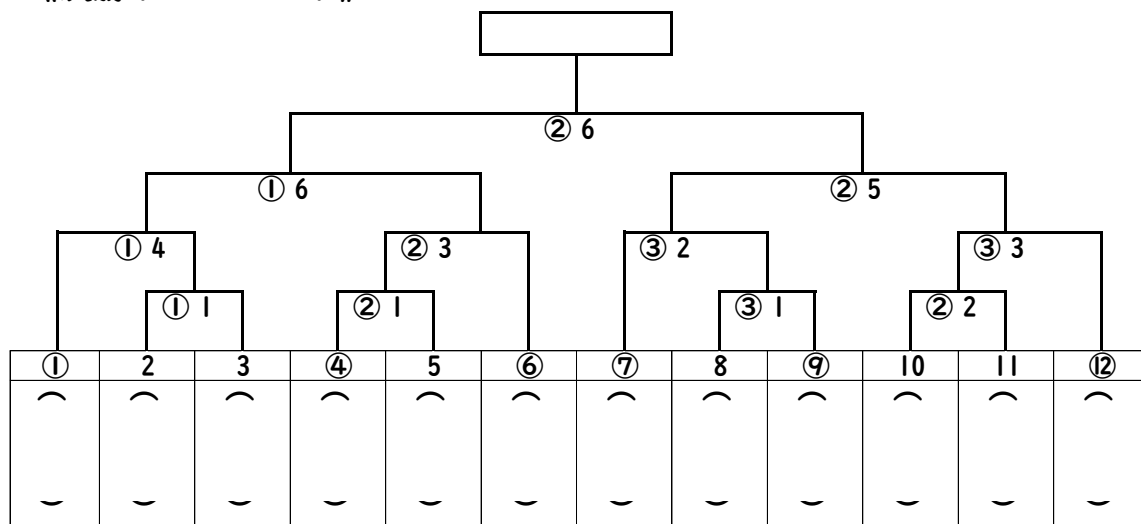 ② 6
① 6 ② 5
① 4 ② 3 ③ 2 ③ 3
① 1 ② 1 ③ 1 ② 2
① 2 3 ④ 5 ⑥ ⑦ 8 ⑨ 10 11 ⑫